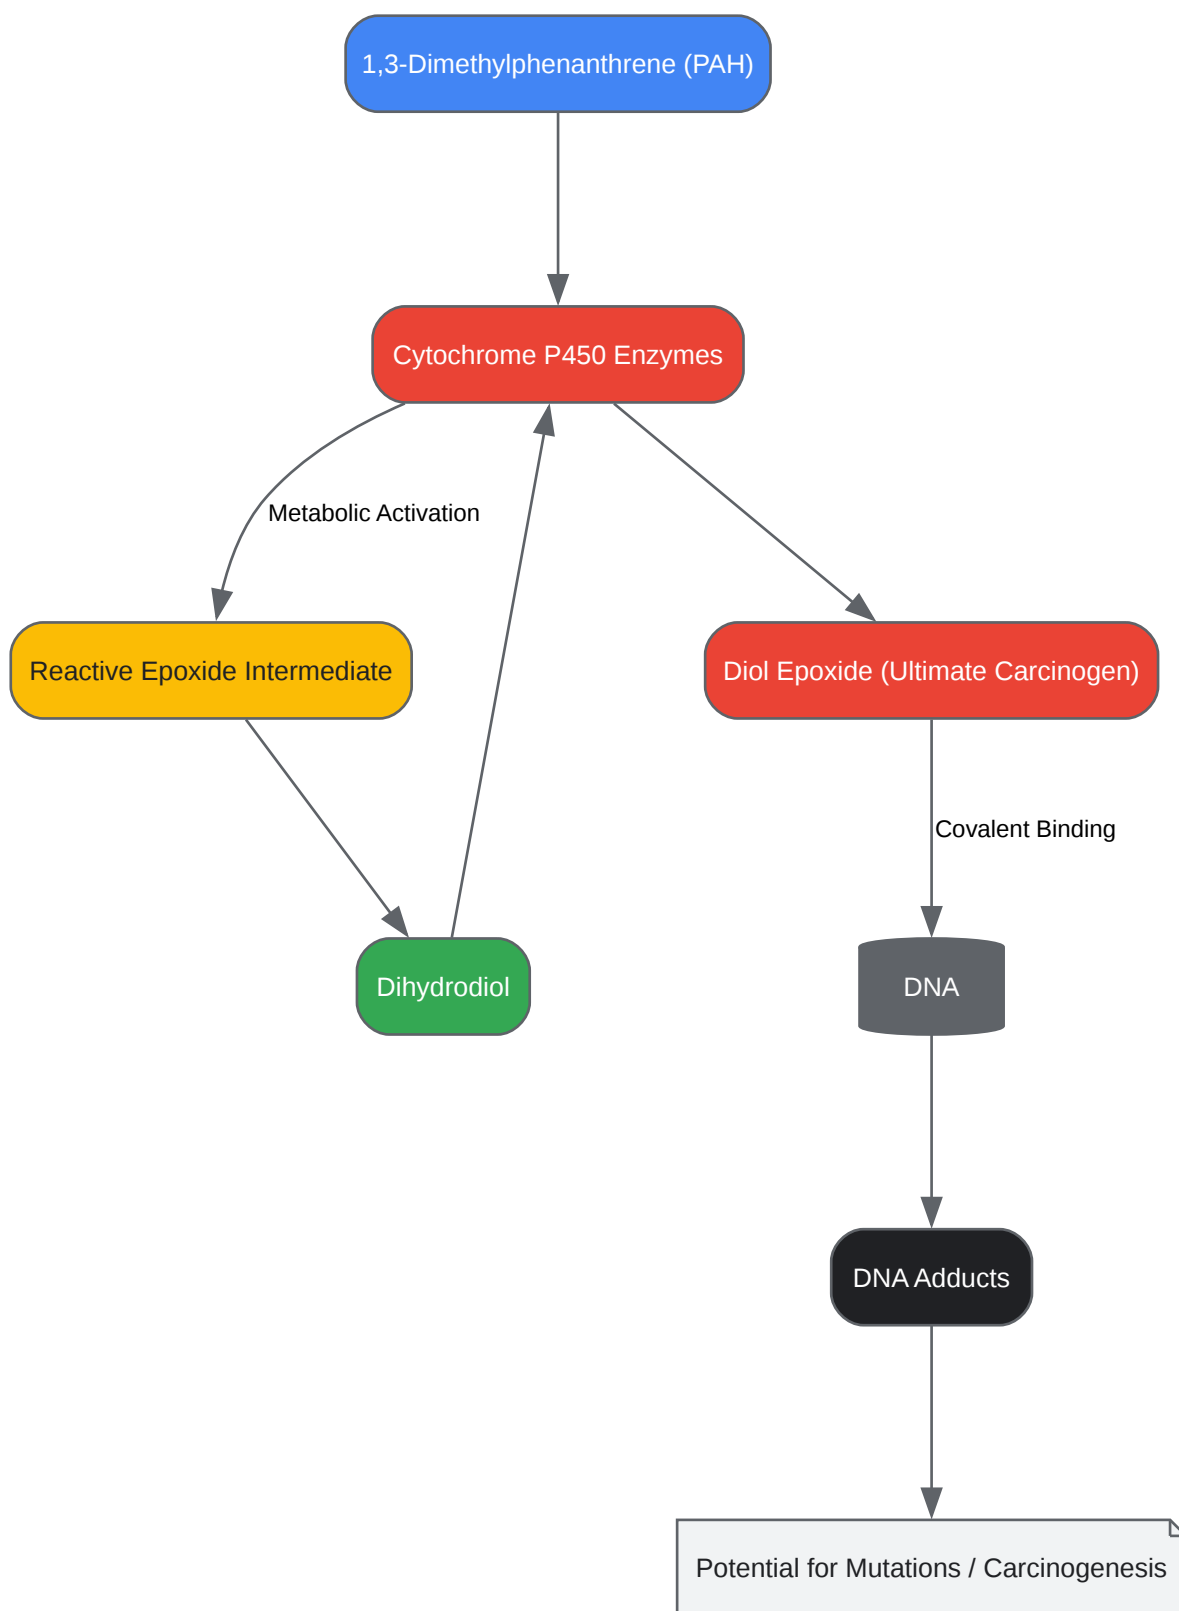 1,3-Dimethylphenanthrene (PAH)
Cytochrome P450 Enzymes
Metabolic Activation
Reactive Epoxide Intermediate
Diol Epoxide (Ultimate Carcinogen)
Covalent Binding
Dihydrodiol
DNA
DNA Adducts
Potential for Mutations / Carcinogenesis